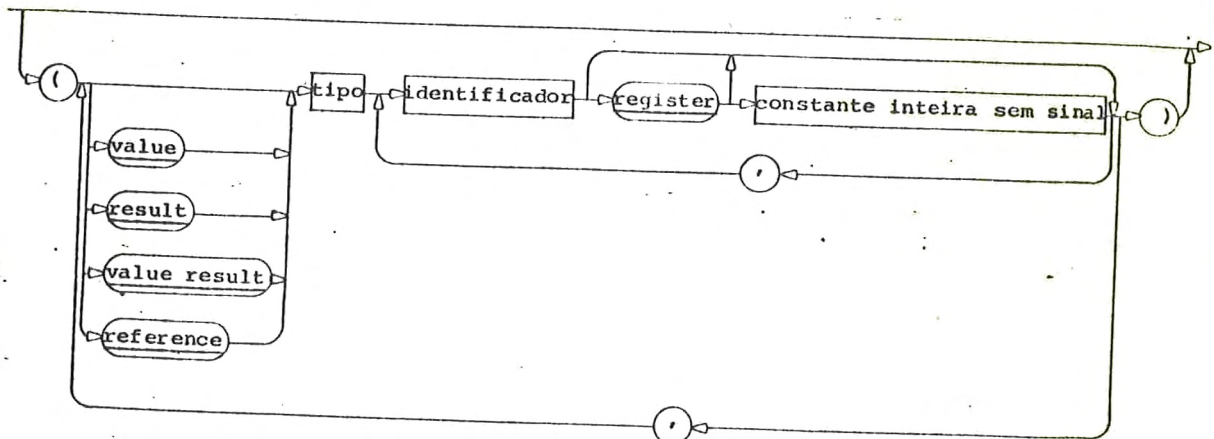 ( tipo identificador register constante inteira sem sinal )
value
,
result
value result
reference
,